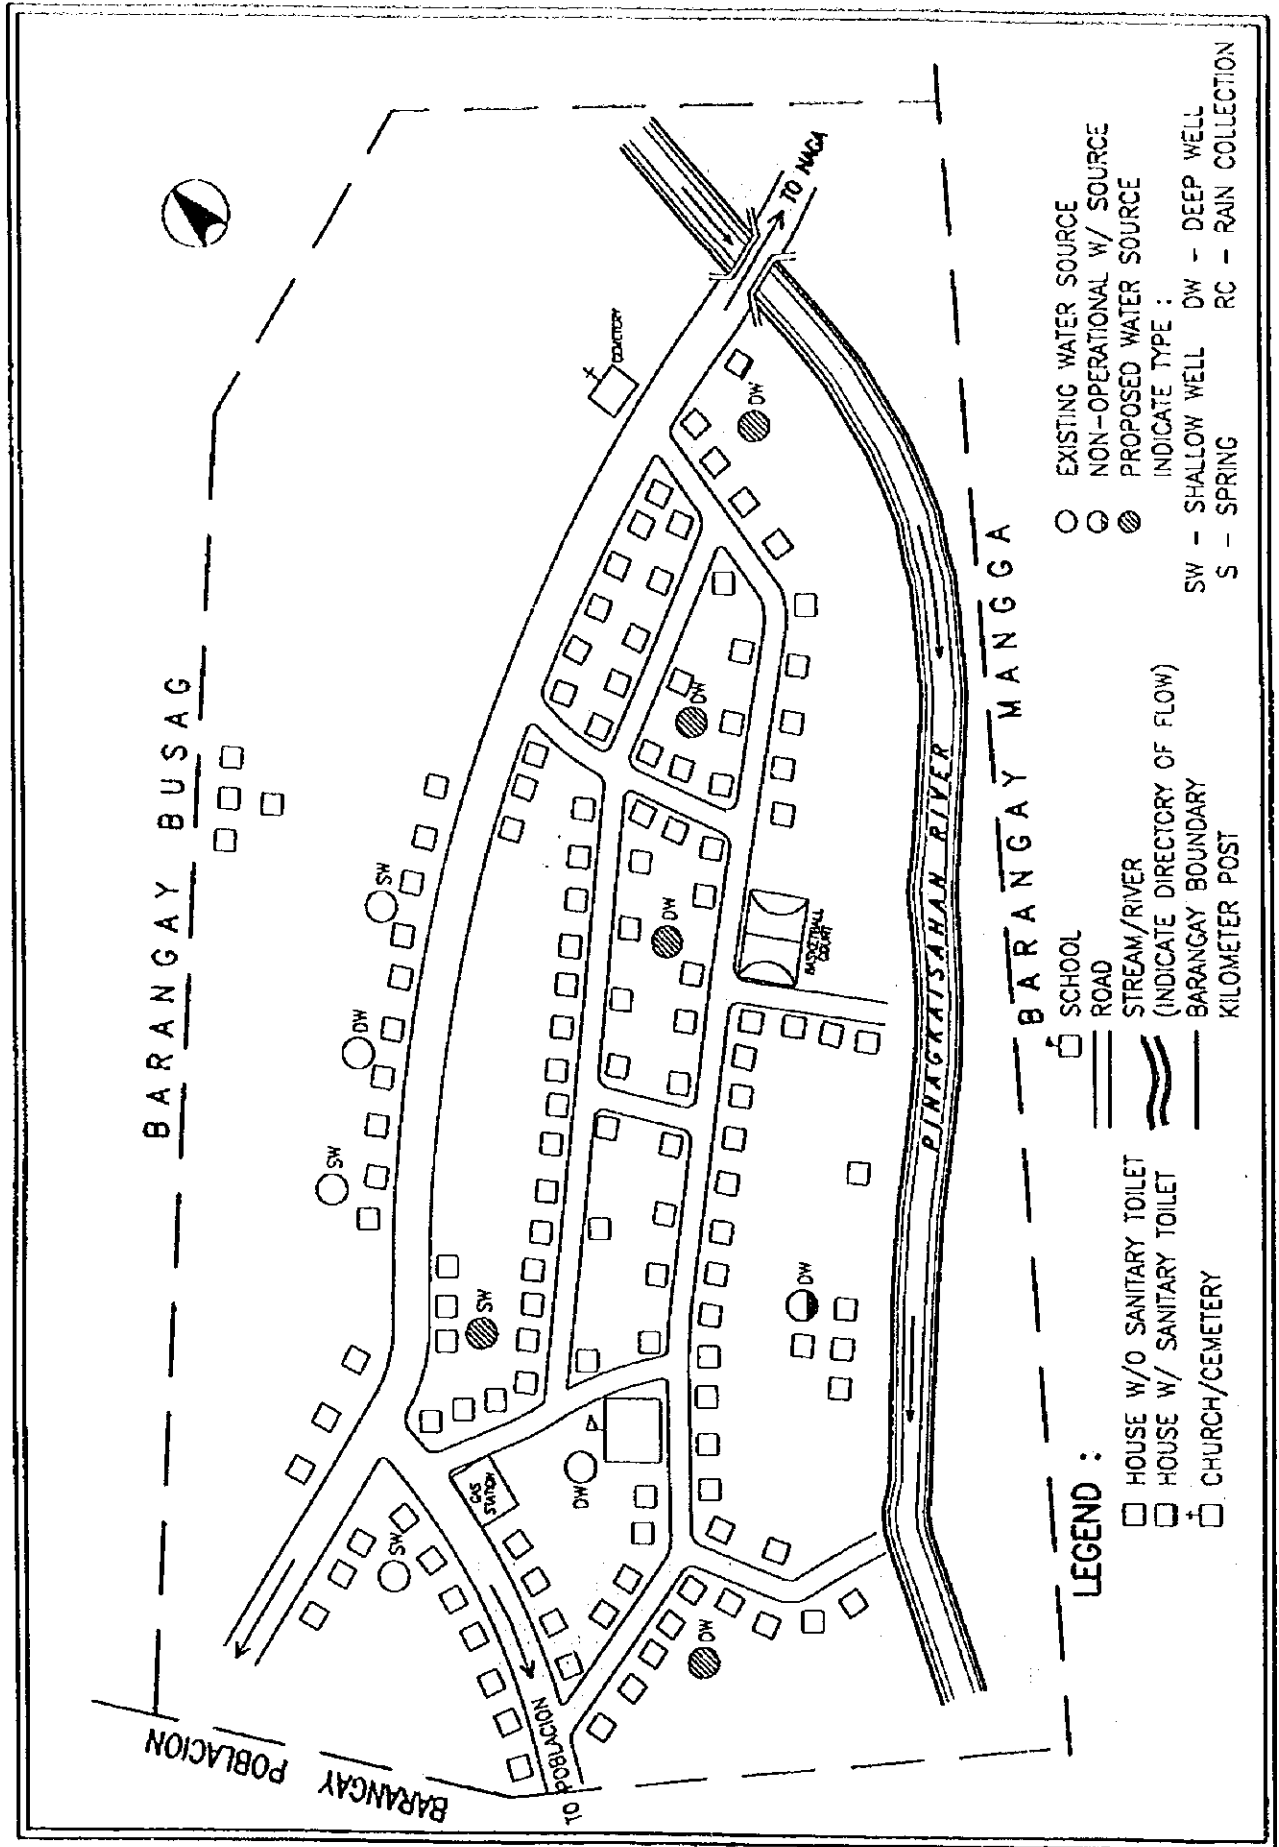 BARANGAY BUSAG
BARANGAY POBLACION
TO POBLACION
TO NAGA
CEMETERY
SW
DW
SW
SW
SW
DW
GAS
STATION
DW
DW
DW
DW
DW
DW
BASKETBALL
COURT
PINAGKAISAHAN RIVER
BARANGAY MANGGA
LEGEND :
HOUSE W/O SANITARY TOILET
HOUSE W/ SANITARY TOILET
CHURCH/CEMETERY
SCHOOL
ROAD
STREAM/RIVER
(INDICATE DIRECTORY OF FLOW)
BARANGAY BOUNDARY
KILOMETER POST
EXISTING WATER SOURCE
NON-OPERATIONAL W/ SOURCE
PROPOSED WATER SOURCE
INDICATE TYPE :
SW - SHALLOW WELL DW - DEEP WELL
S - SPRING RC - RAIN COLLECTION